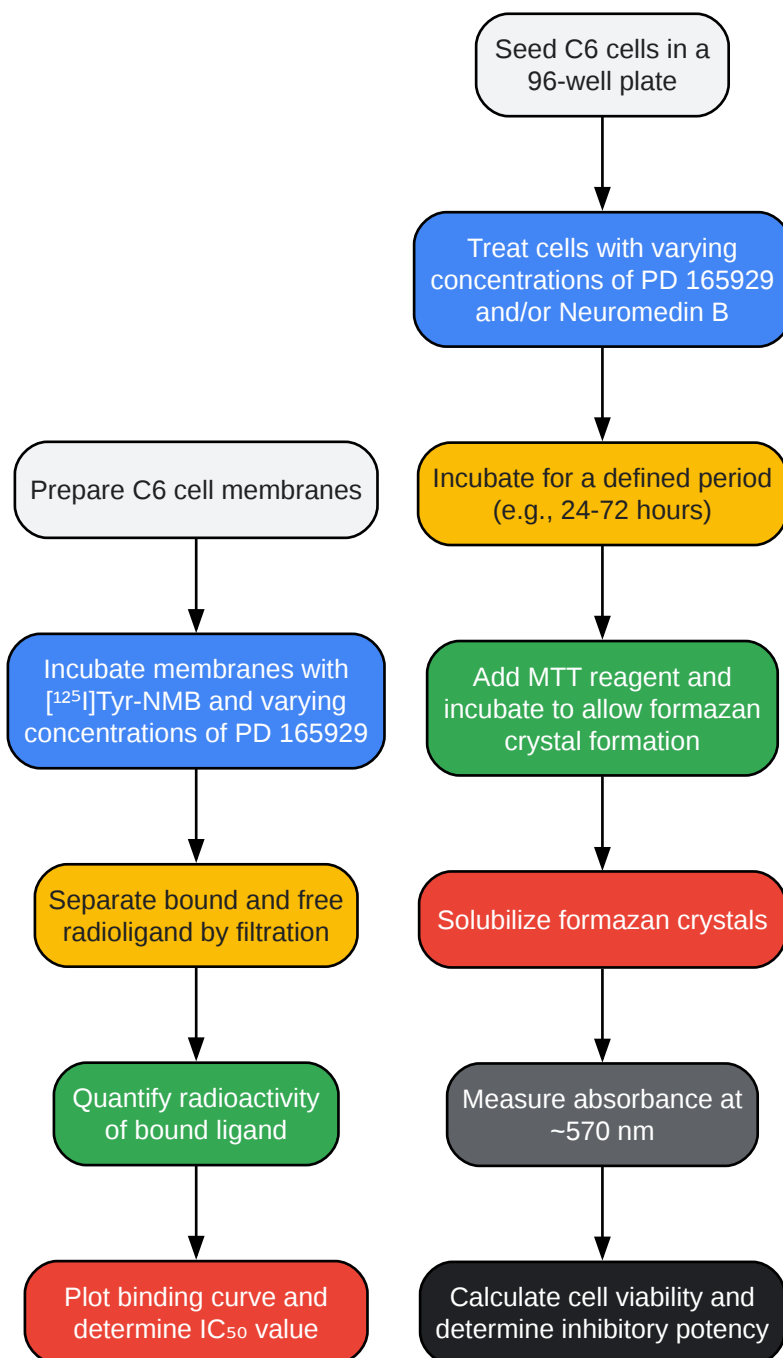 Seed C6 cells in a
96-well plate
Treat cells with varying
concentrations of PD 165929
and/or Neuromedin B
Incubate for a defined period
(e.g., 24-72 hours)
Add MTT reagent and
incubate to allow formazan
crystal formation
Solubilize formazan crystals
Measure absorbance at
~570 nm
Calculate cell viability and
determine inhibitory potency
Prepare C6 cell membranes
Incubate membranes with
[¹²⁵I]Tyr-NMB and varying
concentrations of PD 165929
Separate bound and free
radioligand by filtration
Quantify radioactivity
of bound ligand
Plot binding curve and
determine IC₅₀ value